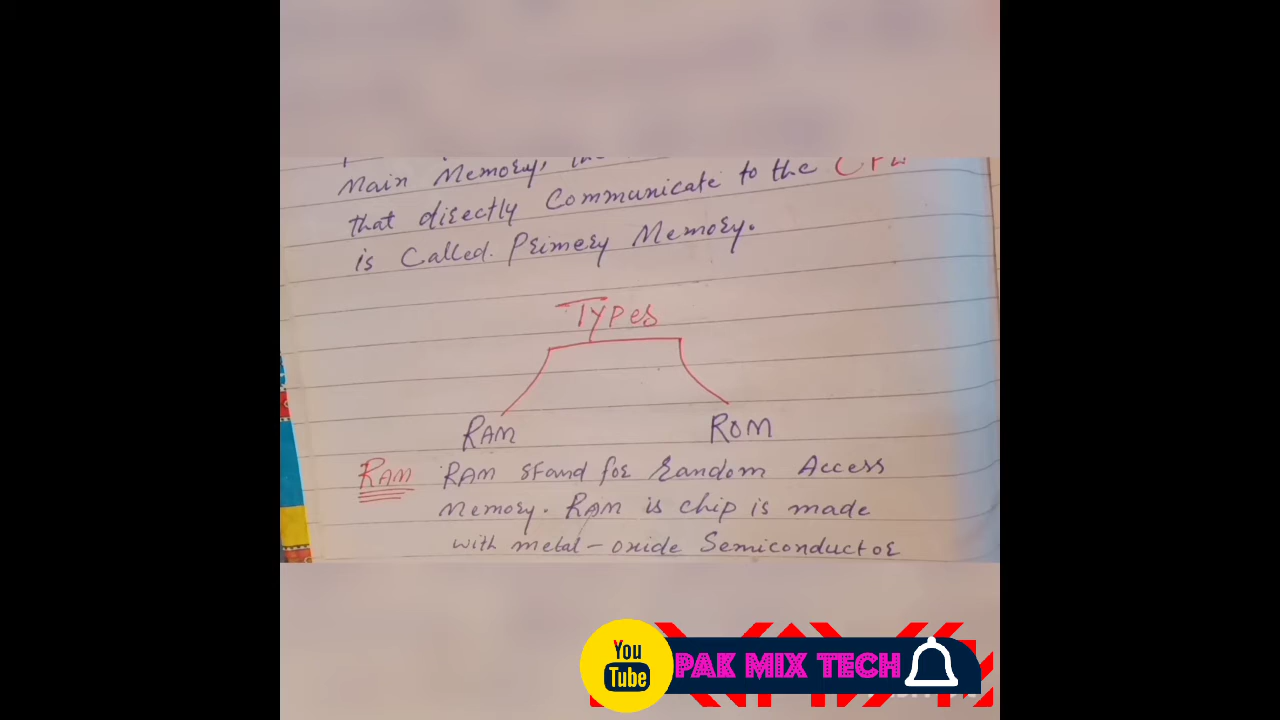 Main Memory,
that directly Communicate to the CPU
is Called. Primery Memory.
Types
RAM ROM
RAM RAM stand for random Access
Memory. RAM is chip is made
with metal-oxide Semiconductor
You
Tube
PAK MIX TECH